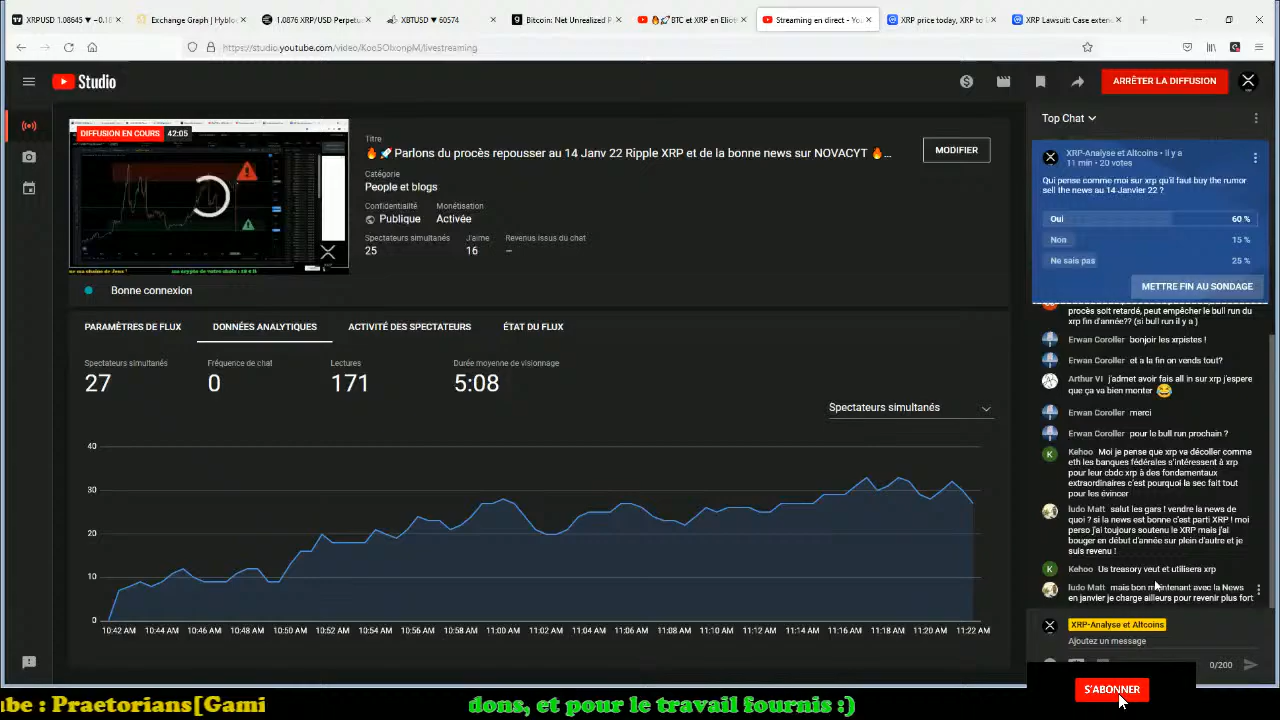 XRPUSD 1.08645 ▼ −0.18
Exchange Graph | Hyblo
1.0876 XRP/USD Perpetu
XBTUSD ▼ 60574
Bitcoin: Net Unrealized P
BTC et XRP en Eliot
Streaming en direct - You
XRP price today, XRP to
XRP Lawsuit: Case exten
https://studio.youtube.com/video/
Studio
ARRÊTER LA DIFFUSION
DIFFUSION EN COURS 42:05
Titre
🔥🚀 Parlons du procès repousser au 14 Janv 22 Ripple XRP et de la bonne news sur NOVACYT 🔥...
MODIFIER
Catégorie
People et blogs
Confidentialité Monétisation
Publique Activée
Spectateurs simultanés J'aime Revenus issus du chat
25 16 –
Bonne connexion
PARAMÈTRES DE FLUX DONNÉES ANALYTIQUES ACTIVITÉ DES SPECTATEURS ÉTAT DU FLUX
Spectateurs simultanés Fréquence de chat Lectures Durée moyenne de visionnage
27 0 171 5:08
Spectateurs simultanés
40
30
20
10
0
10:42 AM 10:44 AM 10:46 AM 10:48 AM 10:50 AM 10:52 AM 10:54 AM 10:56 AM 10:58 AM 11:00 AM 11:02 AM 11:04 AM 11:06 AM 11:08 AM 11:10 AM 11:12 AM 11:14 AM 11:16 AM 11:18 AM 11:20 AM 11:22 AM
Top Chat
XRP-Analyse et Altcoins • il y a
11 min • 20 votes
Qui pense comme moi sur xrp qu'il faut buy the rumor
sell the news au 14 Janvier 22 ?
Oui 60 %
Non 15 %
Ne sais pas 25 %
METTRE FIN AU SONDAGE
procès soit retardé, peut empêcher le bull run du
xrp fin d'année?? (si bull run il y a )
Erwan Coroller bonjoir les xrpistes !
Erwan Coroller et a la fin on vends tout?
Arthur VI j'admet avoir fais all in sur xrp j'espere
que ça va bien monter 😂
Erwan Coroller merci
Erwan Coroller pour le bull run prochain ?
Kehoo Moi je pense que xrp va décoller comme
eth les banques fédérales s'intéressent à xrp
pour leur cbdc xrp à des fondamentaux
extraordinaires c'est pourquoi la sec fait tout
pour les évincer
ludo Matt salut les gars ! vendre la news de
quoi ? si la news est bonne c'est parti XRP ! moi
perso j'ai toujours soutenu le XRP mais j'ai
bouger en début d'année sur plein d'autre et je
suis revenu !
Kehoo Us treasory veut et utilisera xrp
ludo Matt mais bon maintenant avec la News
en janvier je charge ailleurs pour revenir plus fort
XRP-Analyse et Altcoins
Ajoutez un message
0/200
S'ABONNER
ube : Praetorians[Gami
dons, et pour le travail fournis :)